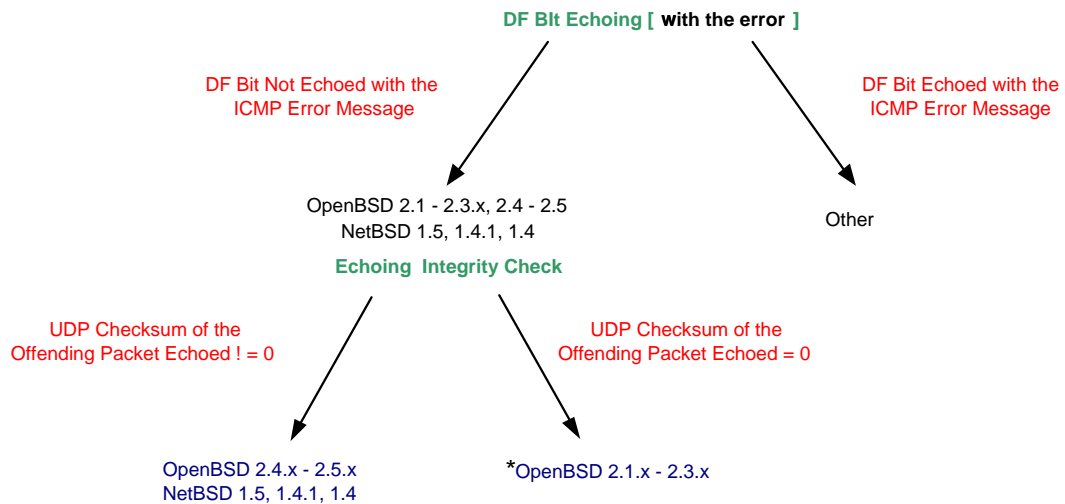 DF BIt Echoing [ with the error ]
DF Bit Not Echoed with the
ICMP Error Message
DF Bit Echoed with the
ICMP Error Message
OpenBSD 2.1 - 2.3.x, 2.4 - 2.5
NetBSD 1.5, 1.4.1, 1.4
Other
Echoing Integrity Check
UDP Checksum of the
Offending Packet Echoed ! = 0
UDP Checksum of the
Offending Packet Echoed = 0
OpenBSD 2.4.x - 2.5.x
NetBSD 1.5, 1.4.1, 1.4
*OpenBSD 2.1.x - 2.3.x